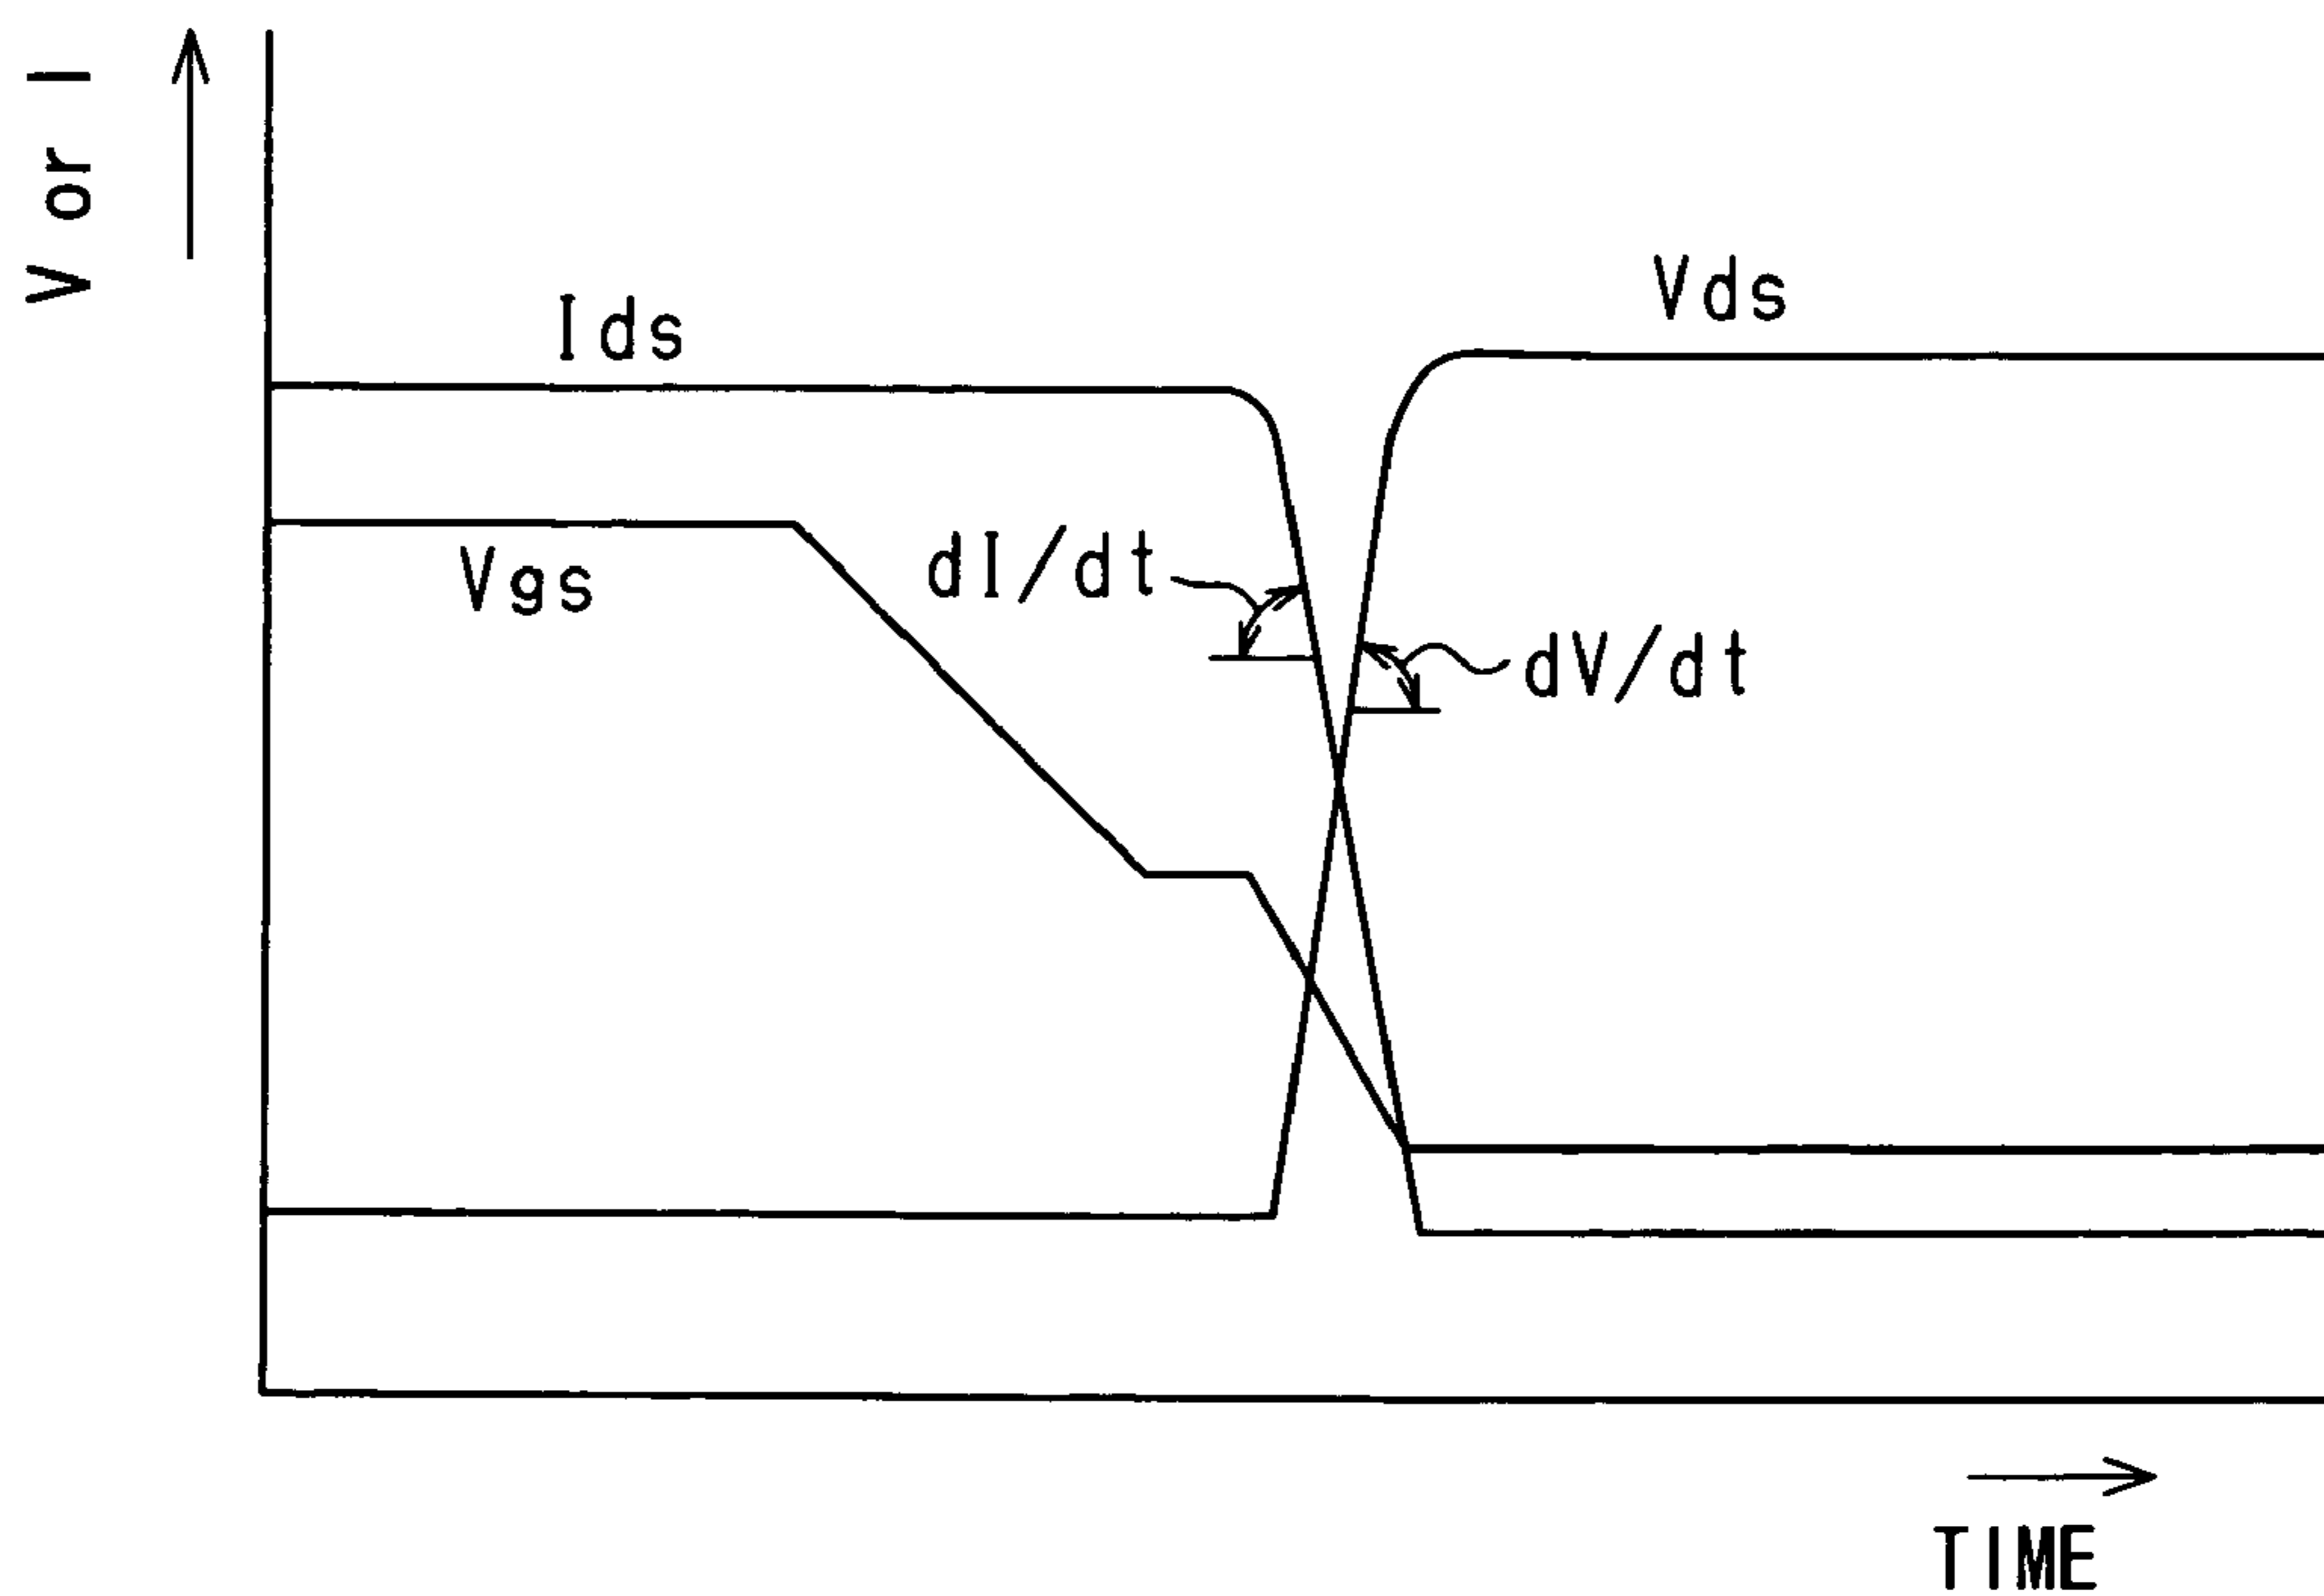 V or I
Ids
Vds
Vgs
dI/dt
dV/dt
TIME